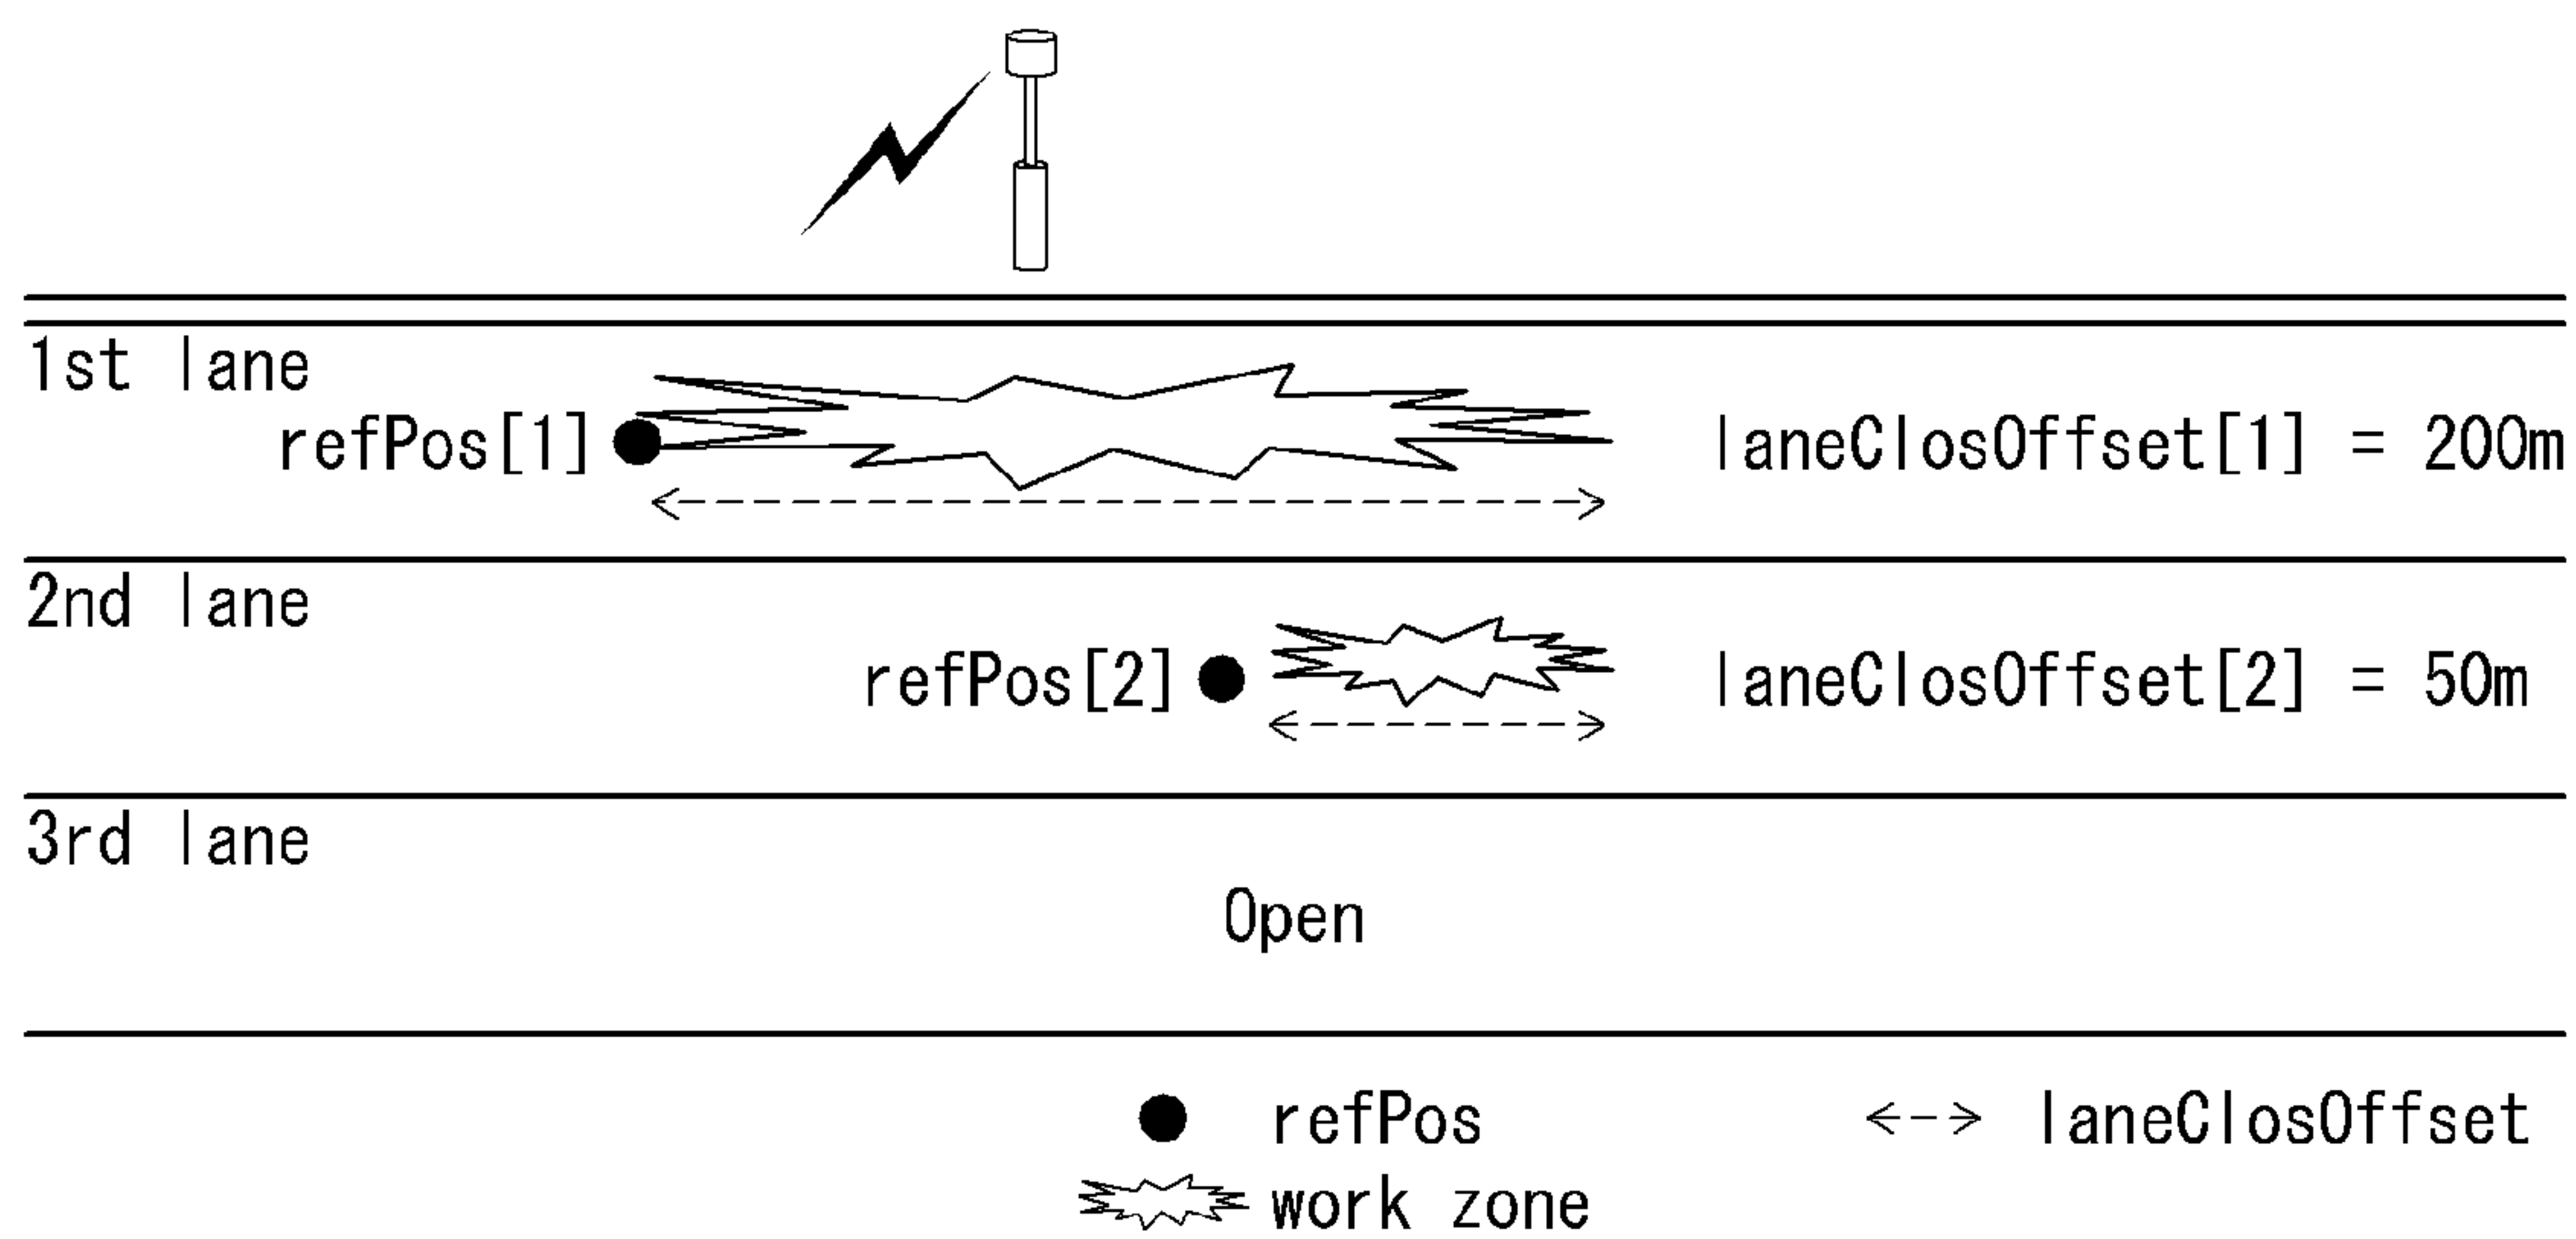 1st lane
refPos[1] laneClosOffset[1] = 200m
2nd lane
refPos[2] laneClosOffset[2] = 50m
3rd lane
Open
refPos laneClosOffset
work zone